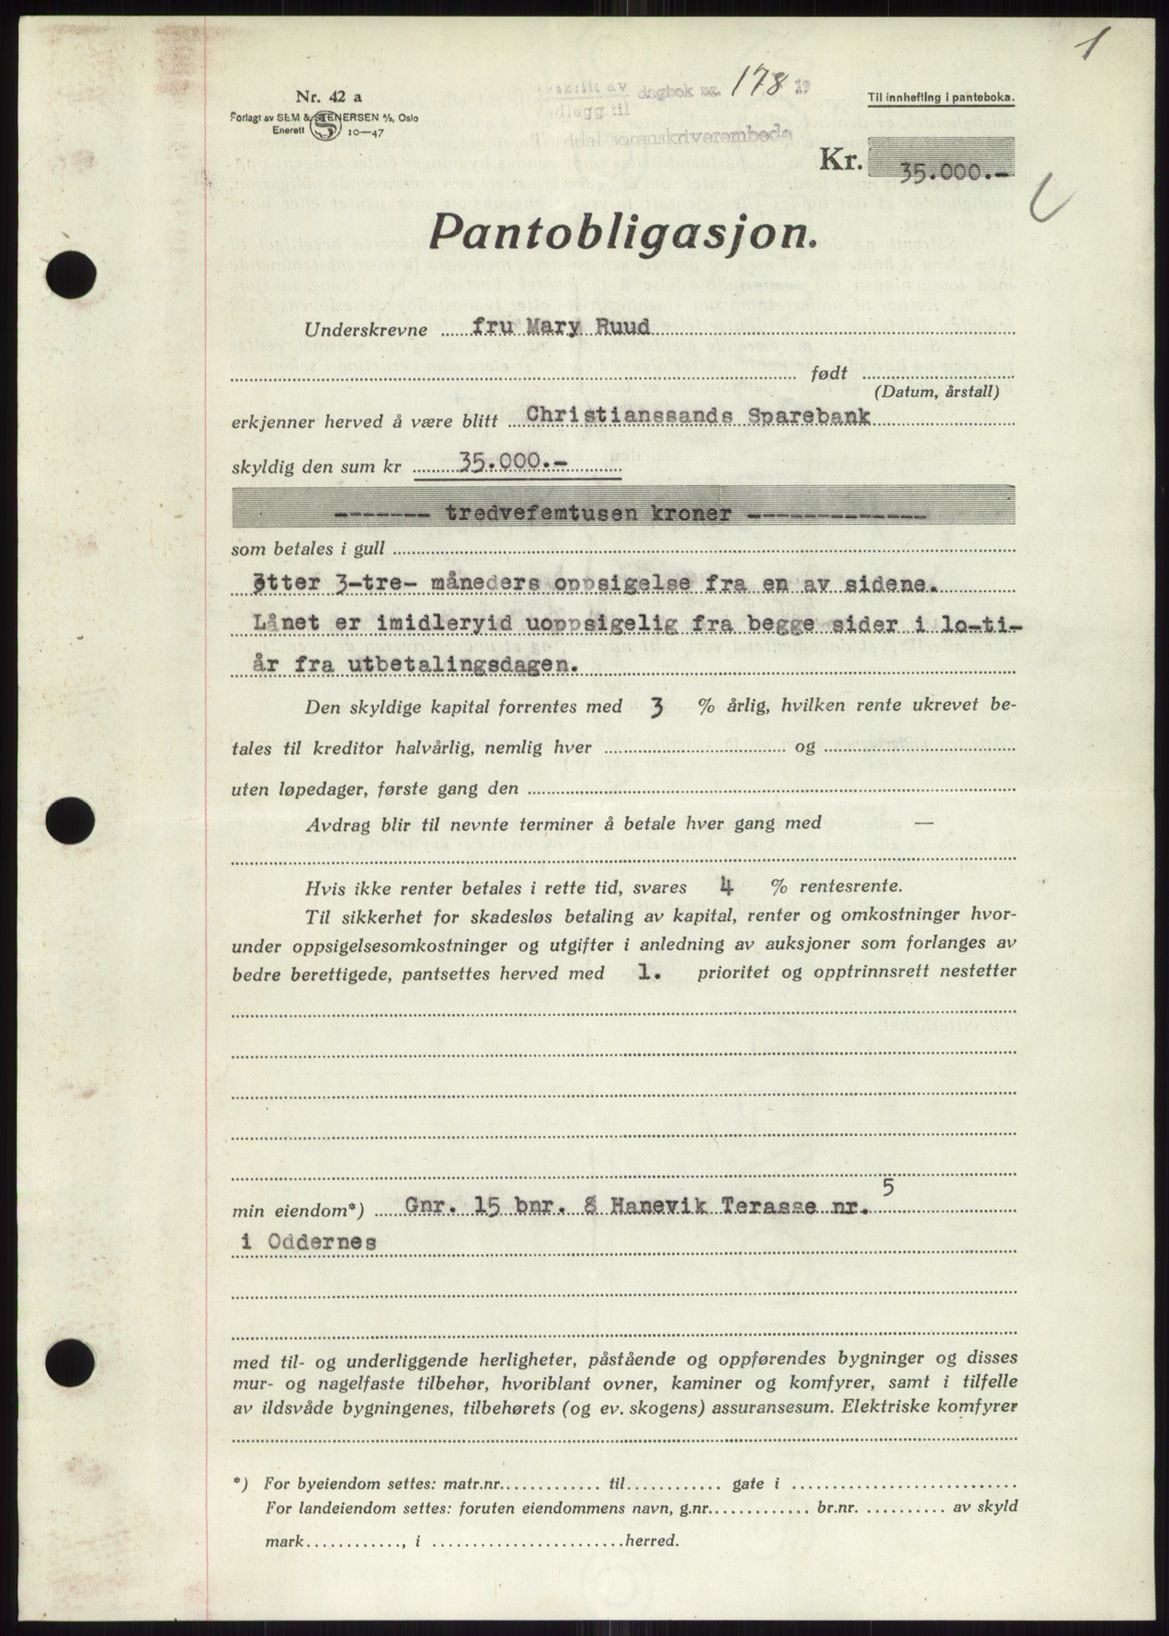 1
Nr. 42 a
Forlagt av SEM & STENERSEN A/S, Oslo
Enerett S 10—47
avskrift av dagbok nr. 178 19
vedlegg til
sorenskriverembede
Til innhefting i panteboka.
Kr. 35.000.-
Pantobligasjon.
Underskrevne fru Mary Ruud
født
(Datum, årstall)
erkjenner herved å være blitt Christianssands Sparebank
skyldig den sum kr 35.000.-
------- tredvefemtusen kroner -------------
som betales i gull
etter 3-tre- måneders oppsigelse fra en av sidene.
Lånet er imidleryid uoppsigelig fra begge sider i lo-ti-
år fra utbetalingsdagen.
Den skyldige kapital forrentes med 3 % årlig, hvilken rente ukrevet be-
tales til kreditor halvårlig, nemlig hver og
uten løpedager, første gang den
Avdrag blir til nevnte terminer å betale hver gang med —
Hvis ikke renter betales i rette tid, svares 4 % rentesrente.
Til sikkerhet for skadesløs betaling av kapital, renter og omkostninger hvor-
under oppsigelsesomkostninger og utgifter i anledning av auksjoner som forlanges av
bedre berettigede, pantsettes herved med 1. prioritet og opptrinnsrett nestetter
min eiendom*) Gnr. 15 bnr. 8 Hanevik Terasse nr. 5
i Oddernes
med til- og underliggende herligheter, påstående og oppførendes bygninger og disses
mur- og nagelfaste tilbehør, hvoriblant ovner, kaminer og komfyrer, samt i tilfelle
av ildsvåde bygningenes, tilbehørets (og ev. skogens) assuransesum. Elektriske komfyrer
*) For byeiendom settes: matr.nr. til gate i
For landeiendom settes: foruten eiendommens navn, g.nr. br.nr. av skyld
mark , i herred.